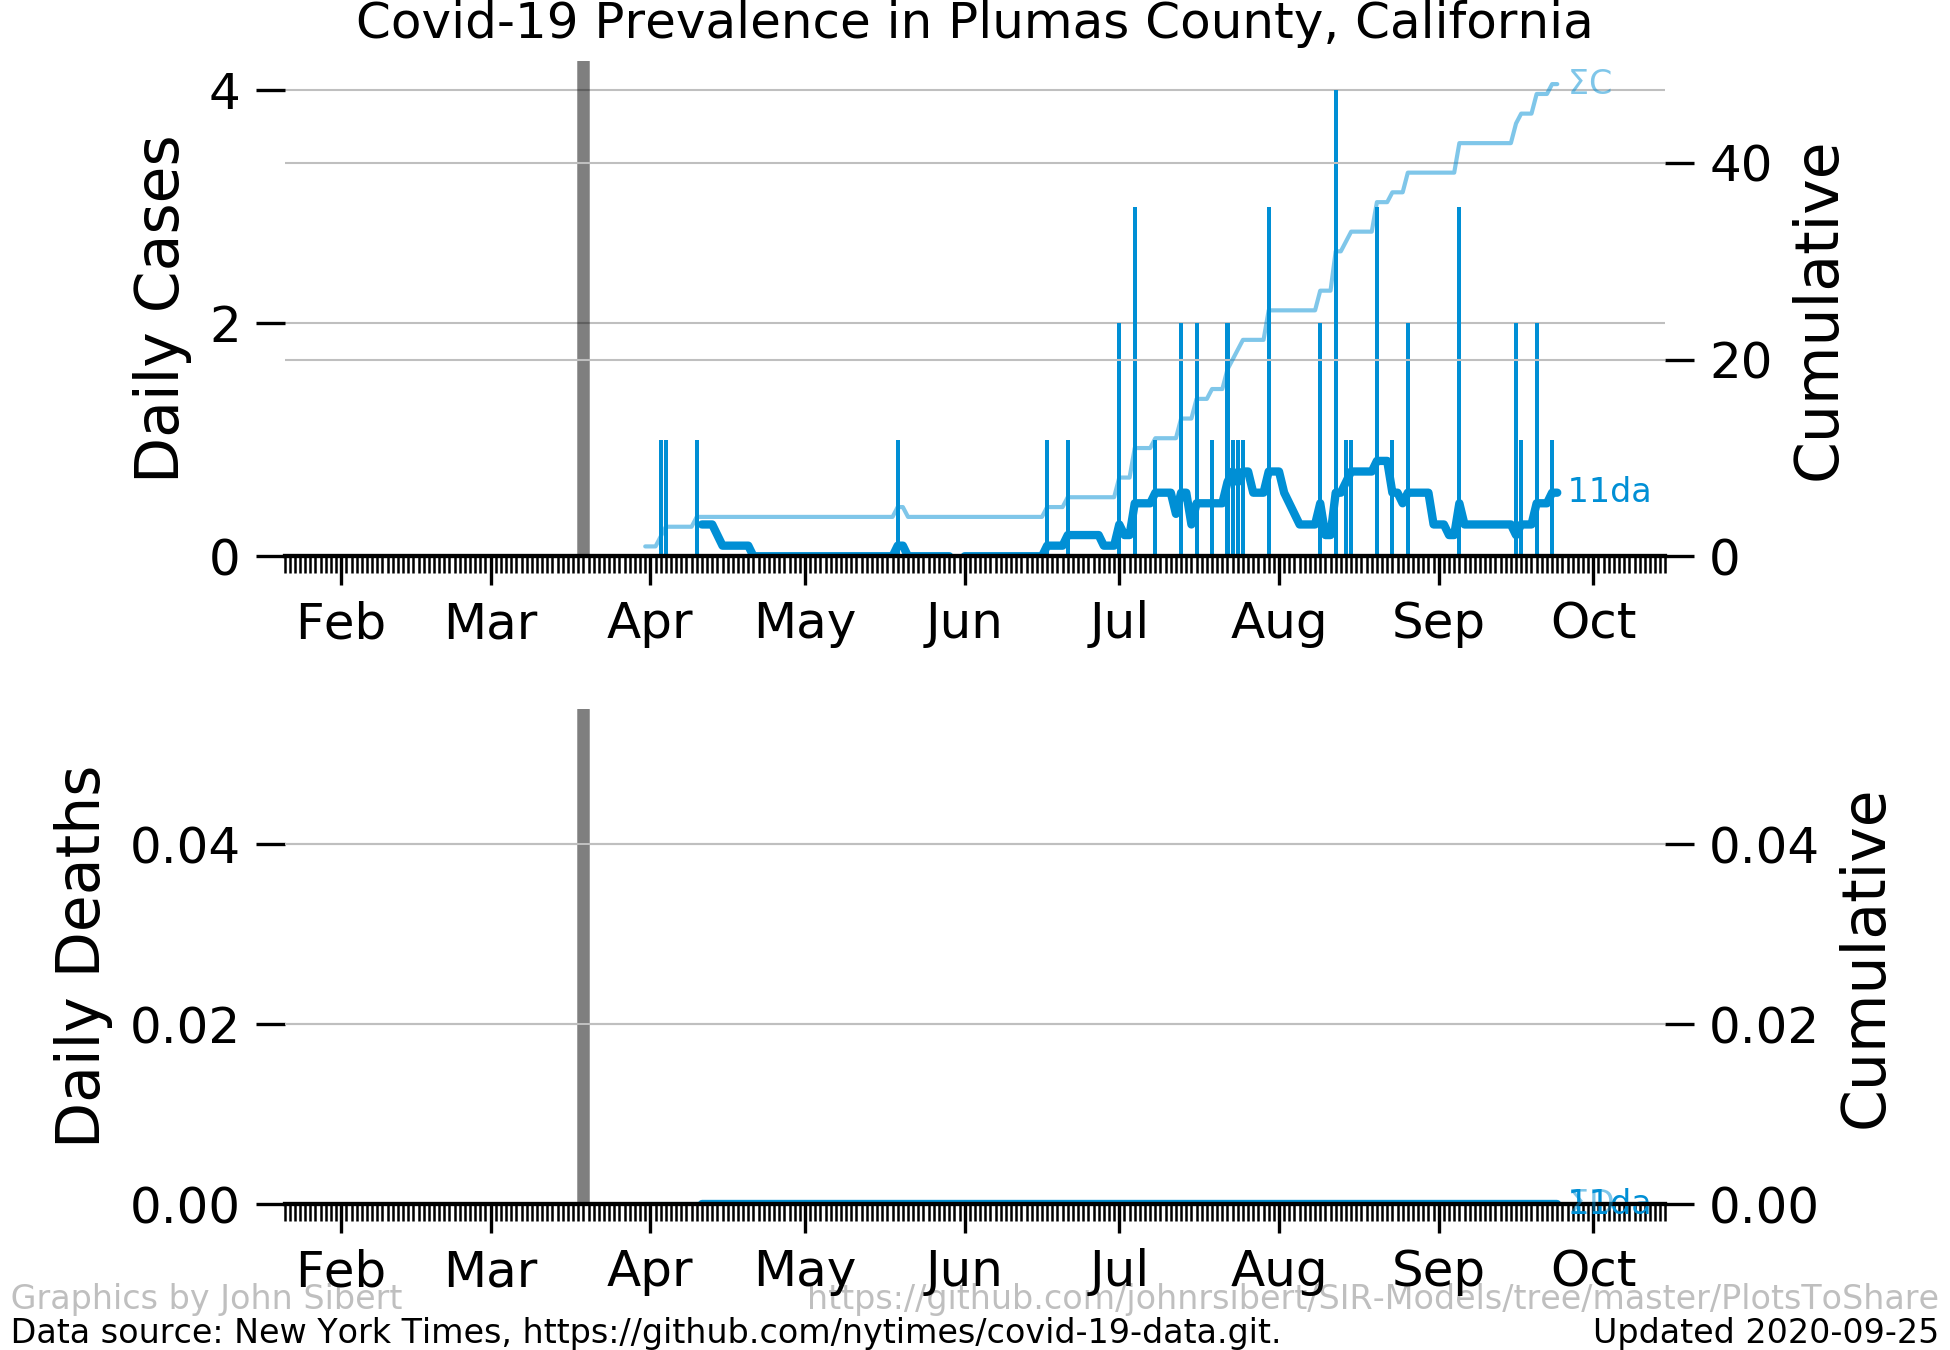 Covid-19 Prevalence in Plumas County, California
Daily Cases
4
2
0
ΣC
11da
40
20
0
Cumulative
Feb Mar Apr May Jun Jul Aug Sep Oct
Daily Deaths
0.04
0.02
0.00
11da
0.04
0.02
0.00
Cumulative
Feb Mar Apr May Jun Jul Aug Sep Oct
Graphics by John Sibert https://github.com/johnrsibert/SIR-Models/tree/master/PlotsToShare
Data source: New York Times, https://github.com/nytimes/covid-19-data.git. Updated 2020-09-25